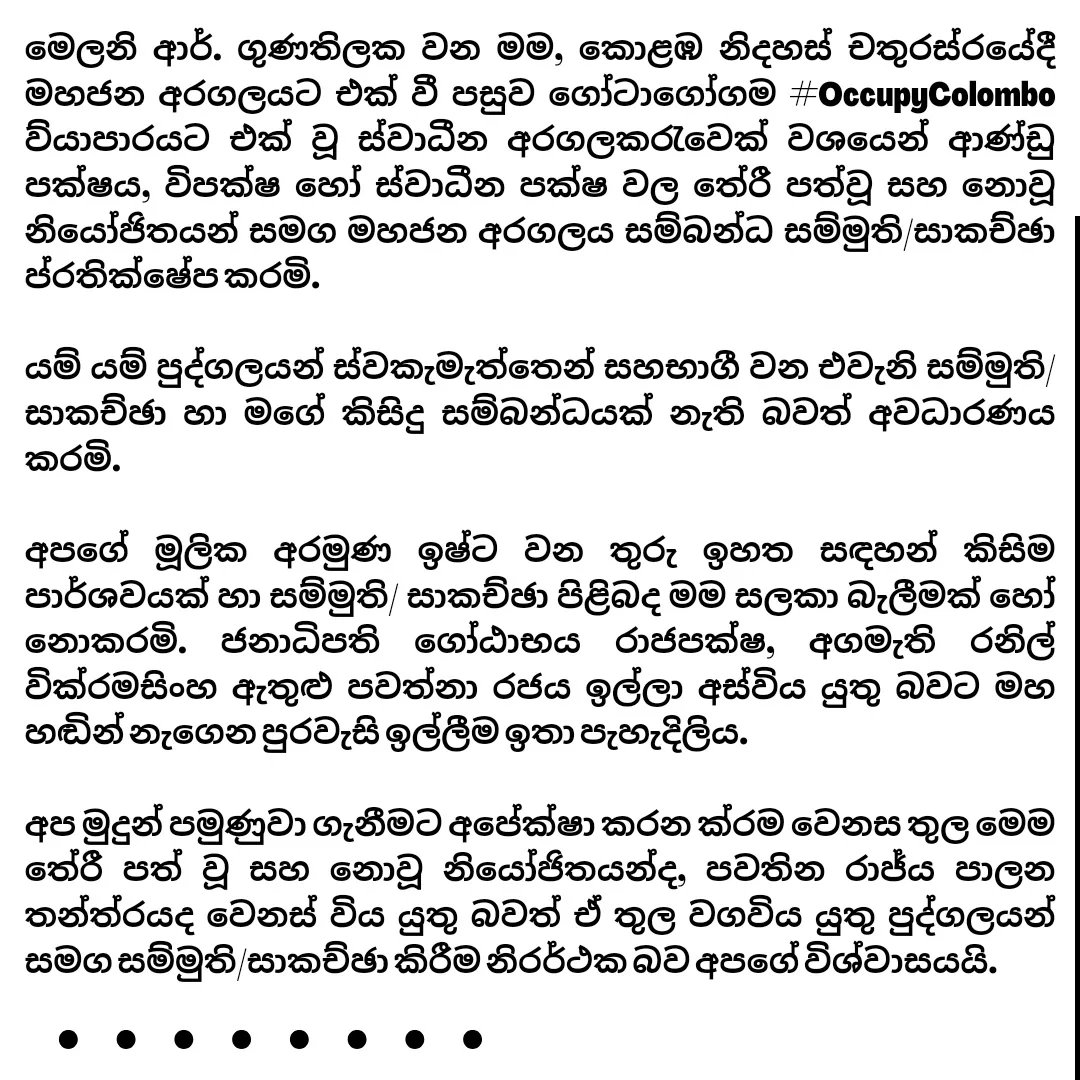 මෙලනි ආර්. ගුණතිලක වන මම, කොළඹ නිදහස් චතුරස්රයේදී
මහජන අරගලයට එක් වී පසුව ගෝටාගෝගම #OccupyColombo
ව්යාපාරයට එක් වූ ස්වාධීන අරගලකරුවෙක් වශයෙන් ආණ්ඩු
පක්ෂය, විපක්ෂ හෝ ස්වාධීන පක්ෂ වල තේරී පත්වූ සහ නොවූ
නියෝජිතයන් සමග මහජන අරගලය සම්බන්ධ සම්මුති/සාකච්ඡා
ප්රතික්ෂේප කරමි.
යම් යම් පුද්ගලයන් ස්වකැමැත්තෙන් සහභාගී වන එවැනි සම්මුති/
සාකච්ඡා හා මගේ කිසිදු සම්බන්ධයක් නැති බවත් අවධාරණය
කරමි.
අපගේ මූලික අරමුණ ඉෂ්ට වන තුරු ඉහත සඳහන් කිසිම
පාර්ශවයක් හා සම්මුති/ සාකච්ඡා පිළිබද මම සලකා බැලීමක් හෝ
නොකරමි. ජනාධිපති ගෝඨාභය රාජපක්ෂ, අගමැති රනිල්
වික්රමසිංහ ඇතුළු පවත්නා රජය ඉල්ලා අස්විය යුතු බවට මහ
හඬින් නැගෙන පුරවැසි ඉල්ලීම ඉතා පැහැදිලිය.
අප මුදුන් පමුණුවා ගැනීමට අපේක්ෂා කරන ක්රම වෙනස තුල මෙම
තේරී පත් වූ සහ නොවූ නියෝජිතයන්ද, පවතින රාජ්ය පාලන
තන්ත්රයද වෙනස් විය යුතු බවත් ඒ තුල වගවිය යුතු පුද්ගලයන්
සමග සම්මුති/සාකච්ඡා කිරීම නිරර්ථක බව අපගේ විශ්වාසයයි.